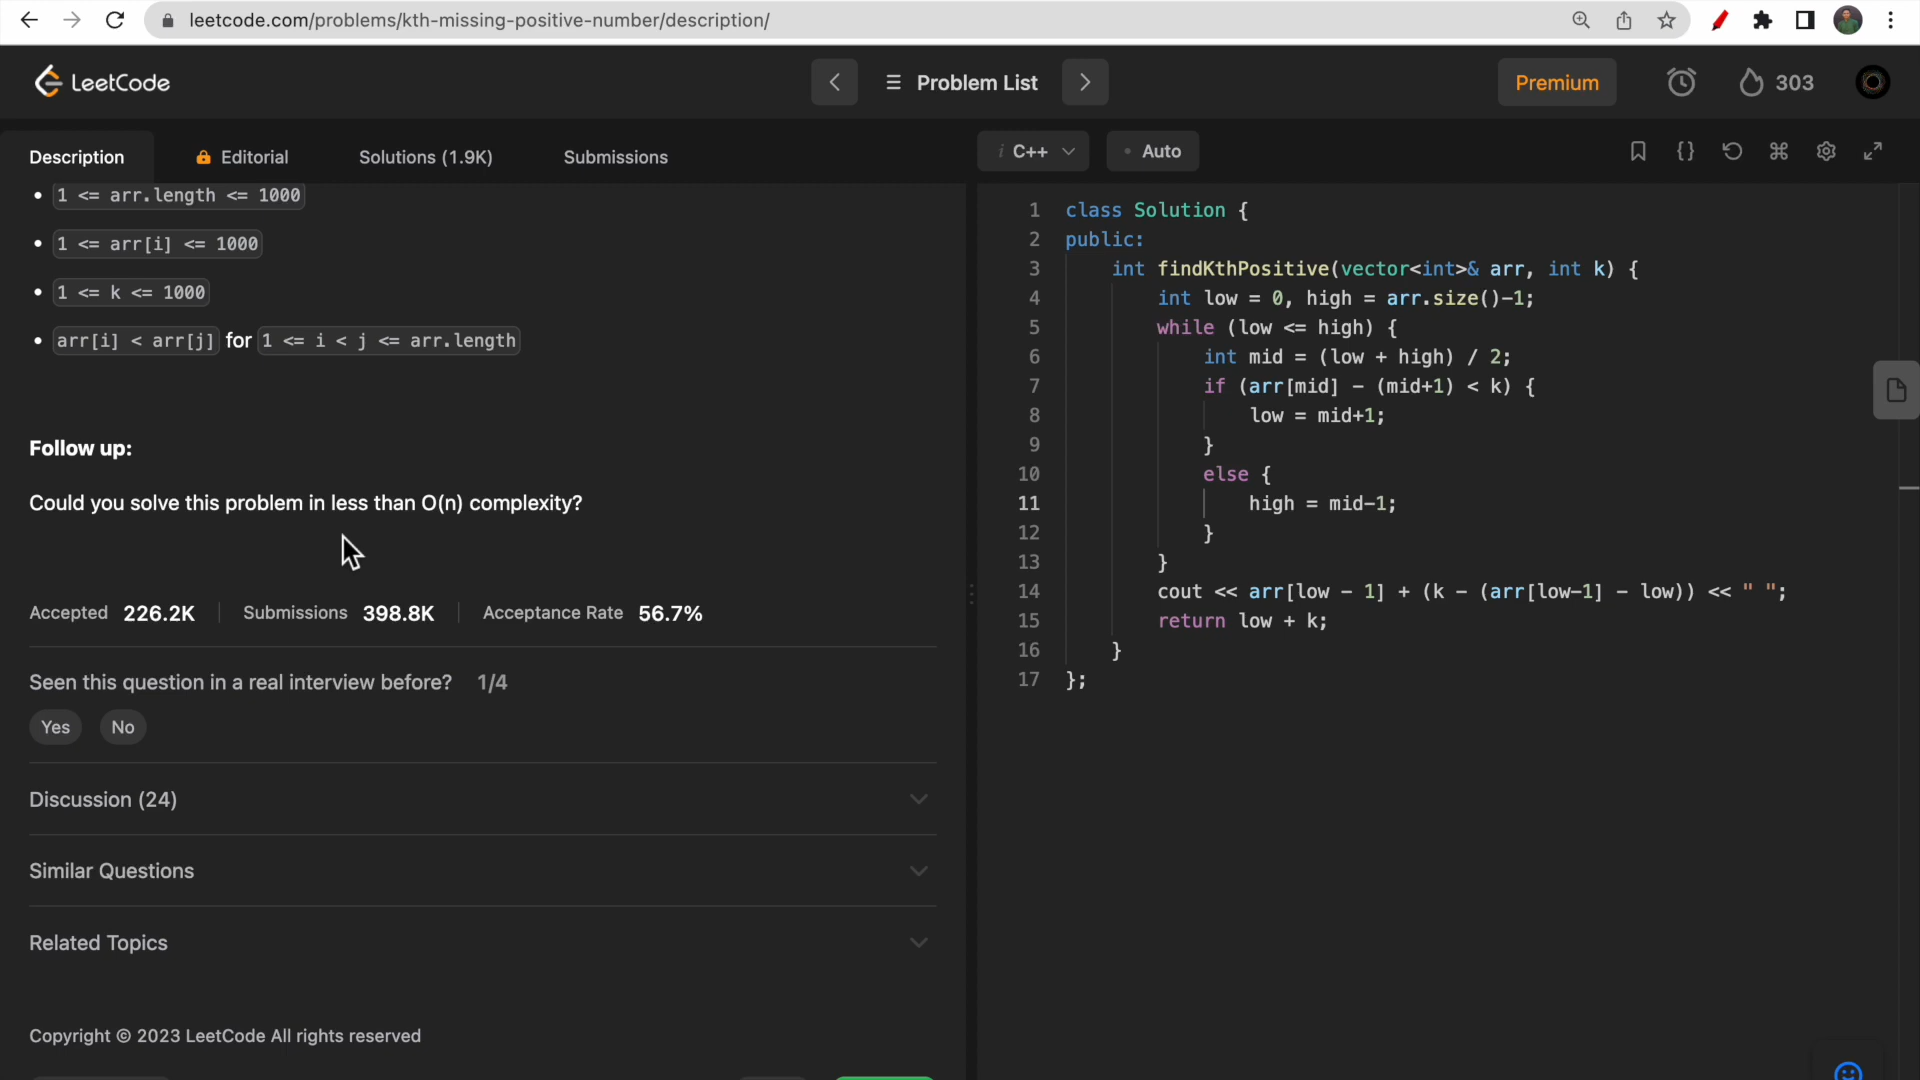 leetcode.com/problems/kth-missing-positive-number/description/
LeetCode
Problem List
Premium
303
Description
Editorial
Solutions (1.9K)
Submissions
i C++
• Auto
• 1 <= arr.length <= 1000
• 1 <= arr[i] <= 1000
• 1 <= k <= 1000
• arr[i] < arr[j] for 1 <= i < j <= arr.length
Follow up:
Could you solve this problem in less than O(n) complexity?
Accepted 226.2K Submissions 398.8K Acceptance Rate 56.7%
Seen this question in a real interview before? 1/4
Yes No
Discussion (24)
Similar Questions
Related Topics
Copyright © 2023 LeetCode All rights reserved
1 class Solution {
2 public:
3 int findKthPositive(vector<int>& arr, int k) {
4 int low = 0, high = arr.size()-1;
5 while (low <= high) {
6 int mid = (low + high) / 2;
7 if (arr[mid] - (mid+1) < k) {
8 low = mid+1;
9 }
10 else {
11 high = mid-1;
12 }
13 }
14 cout << arr[low - 1] + (k - (arr[low-1] - low)) << " ";
15 return low + k;
16 }
17 };